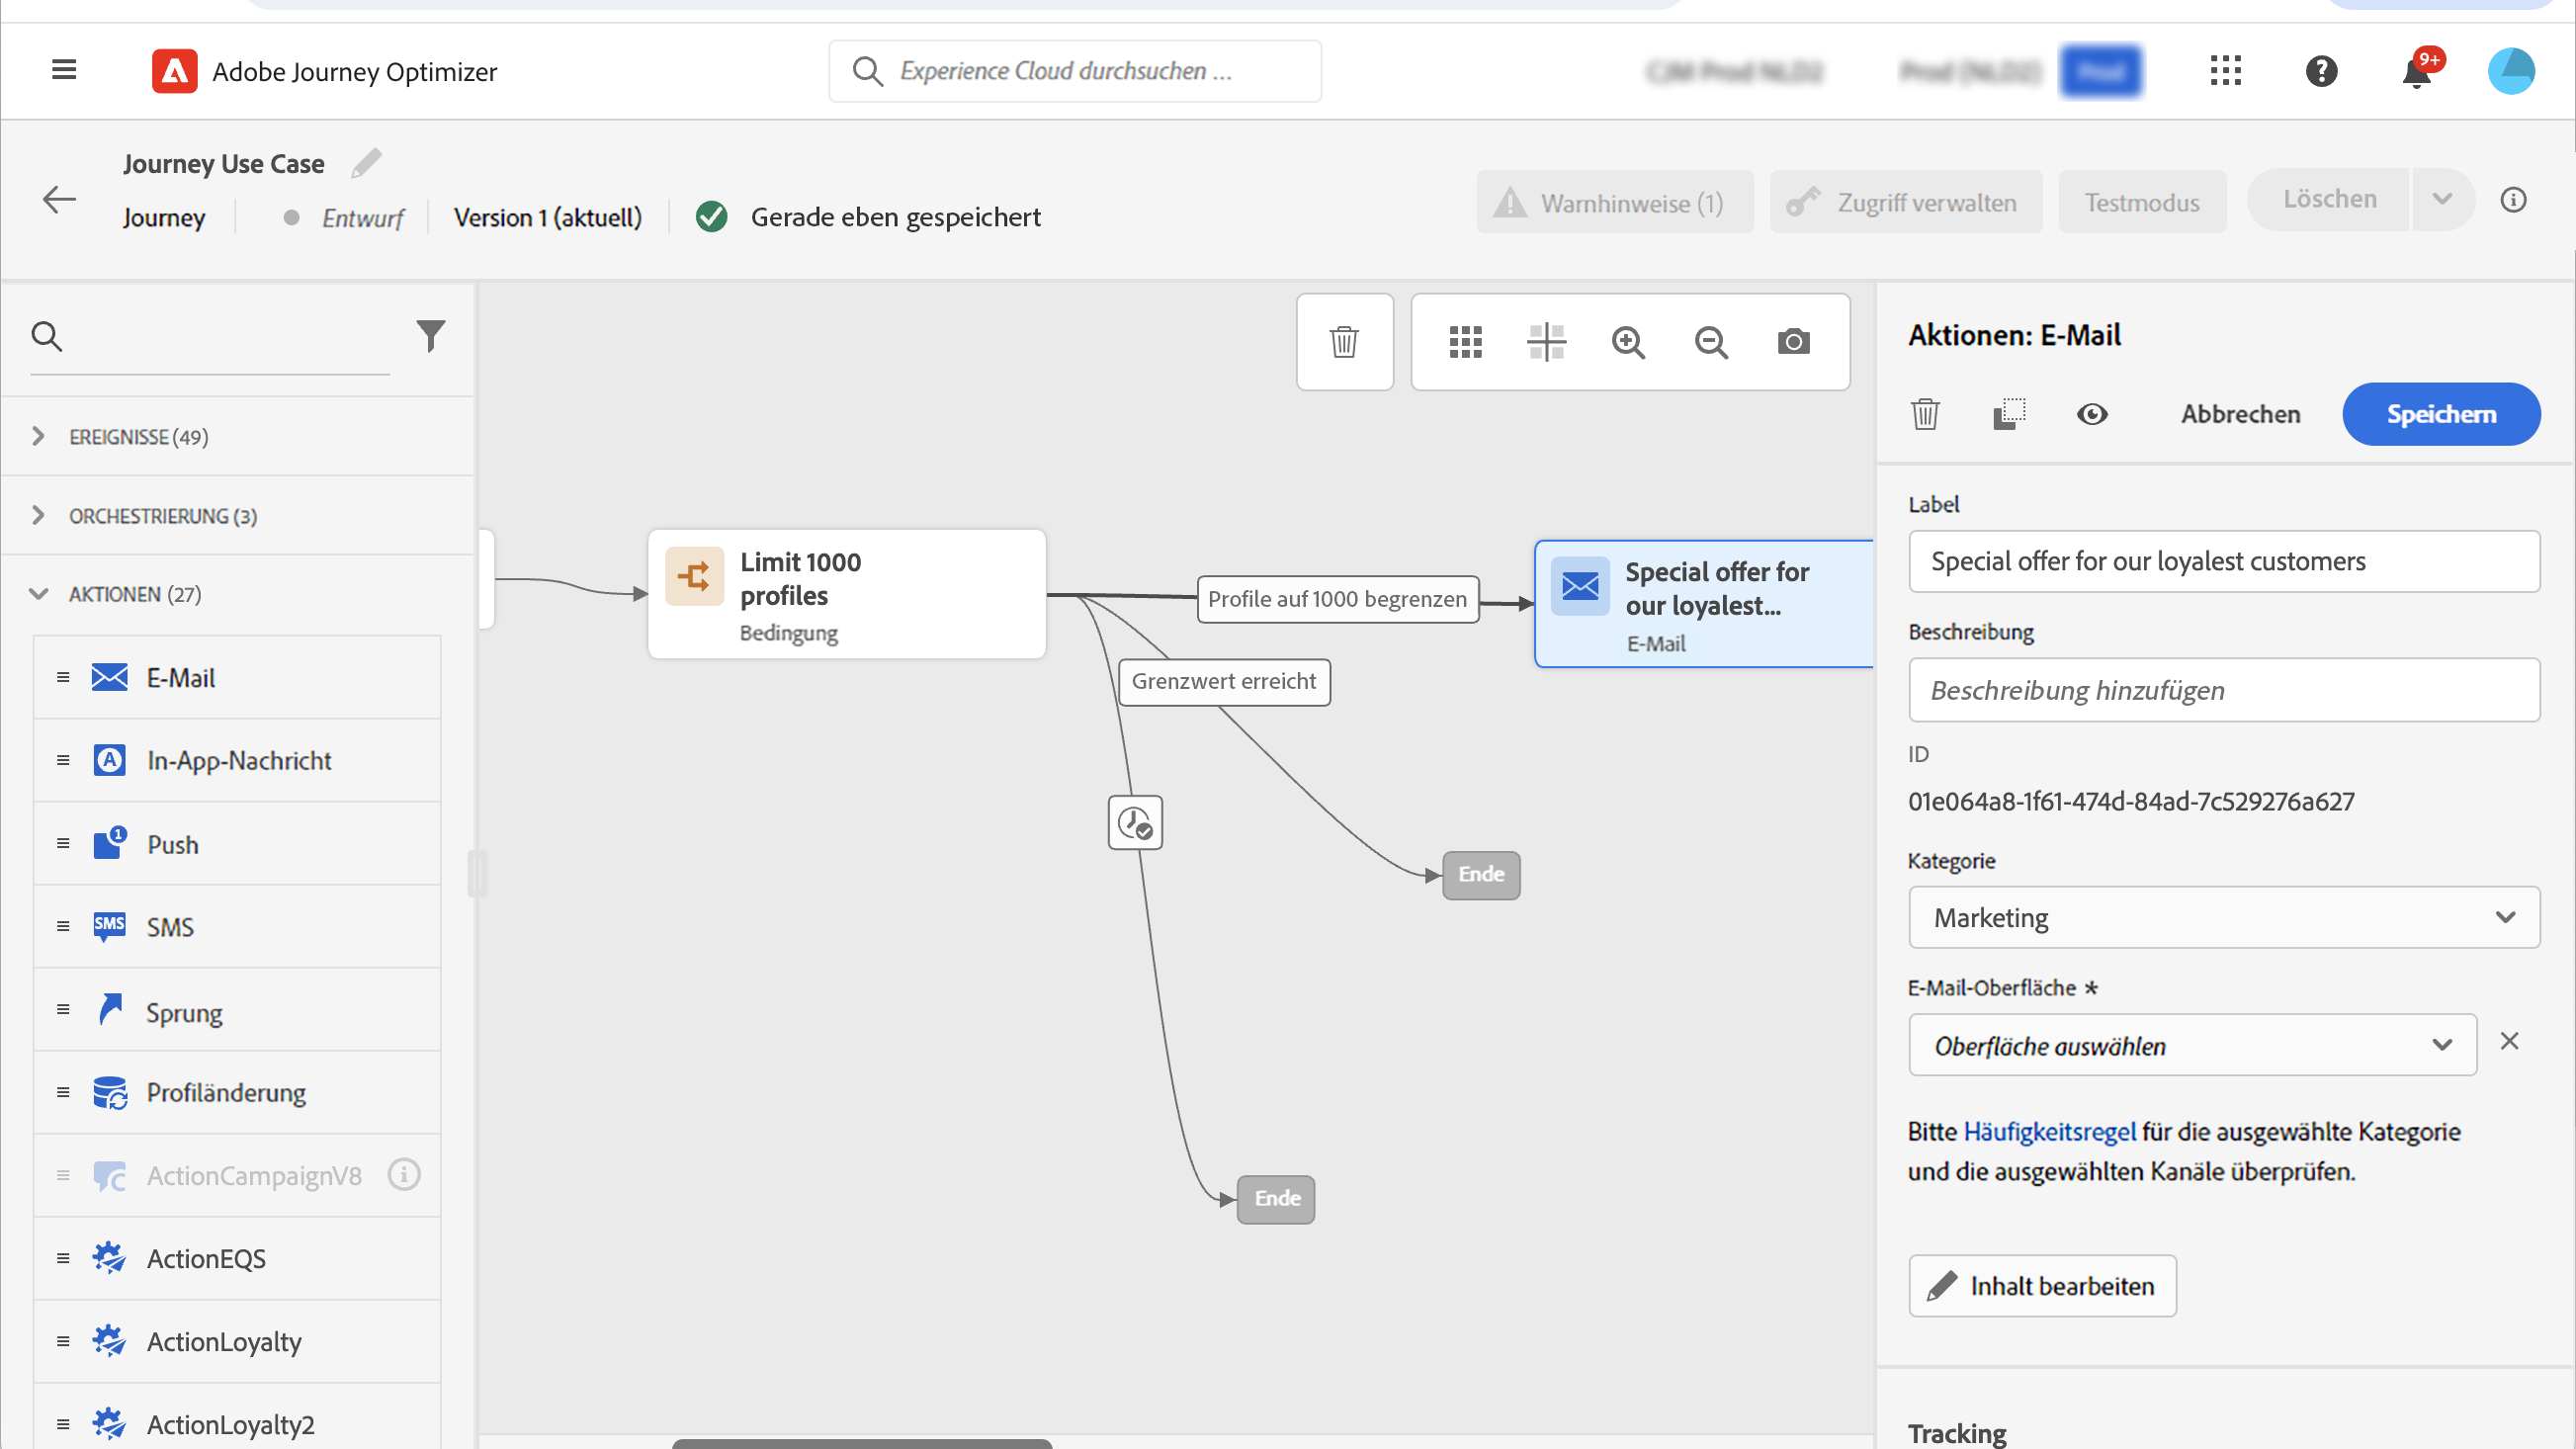 Adobe Journey Optimizer
Experience Cloud durchsuchen ...
9+
Journey Use Case
Journey
Entwurf
Version 1 (aktuell)
Gerade eben gespeichert
Warnhinweise (1)
Zugriff verwalten
Testmodus
Löschen
EREIGNISSE (49)
ORCHESTRIERUNG (3)
AKTIONEN (27)
E-Mail
In-App-Nachricht
1
Push
SMS
SMS
Sprung
Profiländerung
ActionCampaignV8
ActionEQS
ActionLoyalty
ActionLoyalty2
Limit 1000
profiles
Bedingung
Profile auf 1000 begrenzen
Grenzwert erreicht
Special offer for
our loyalest...
E-Mail
Ende
Ende
Aktionen: E-Mail
Abbrechen
Speichern
Label
Special offer for our loyalest customers
Beschreibung
Beschreibung hinzufügen
ID
01e064a8-1f61-474d-84ad-7c529276a627
Kategorie
Marketing
E-Mail-Oberfläche *
Oberfläche auswählen
Bitte Häufigkeitsregel für die ausgewählte Kategorie
und die ausgewählten Kanäle überprüfen.
Inhalt bearbeiten
Tracking